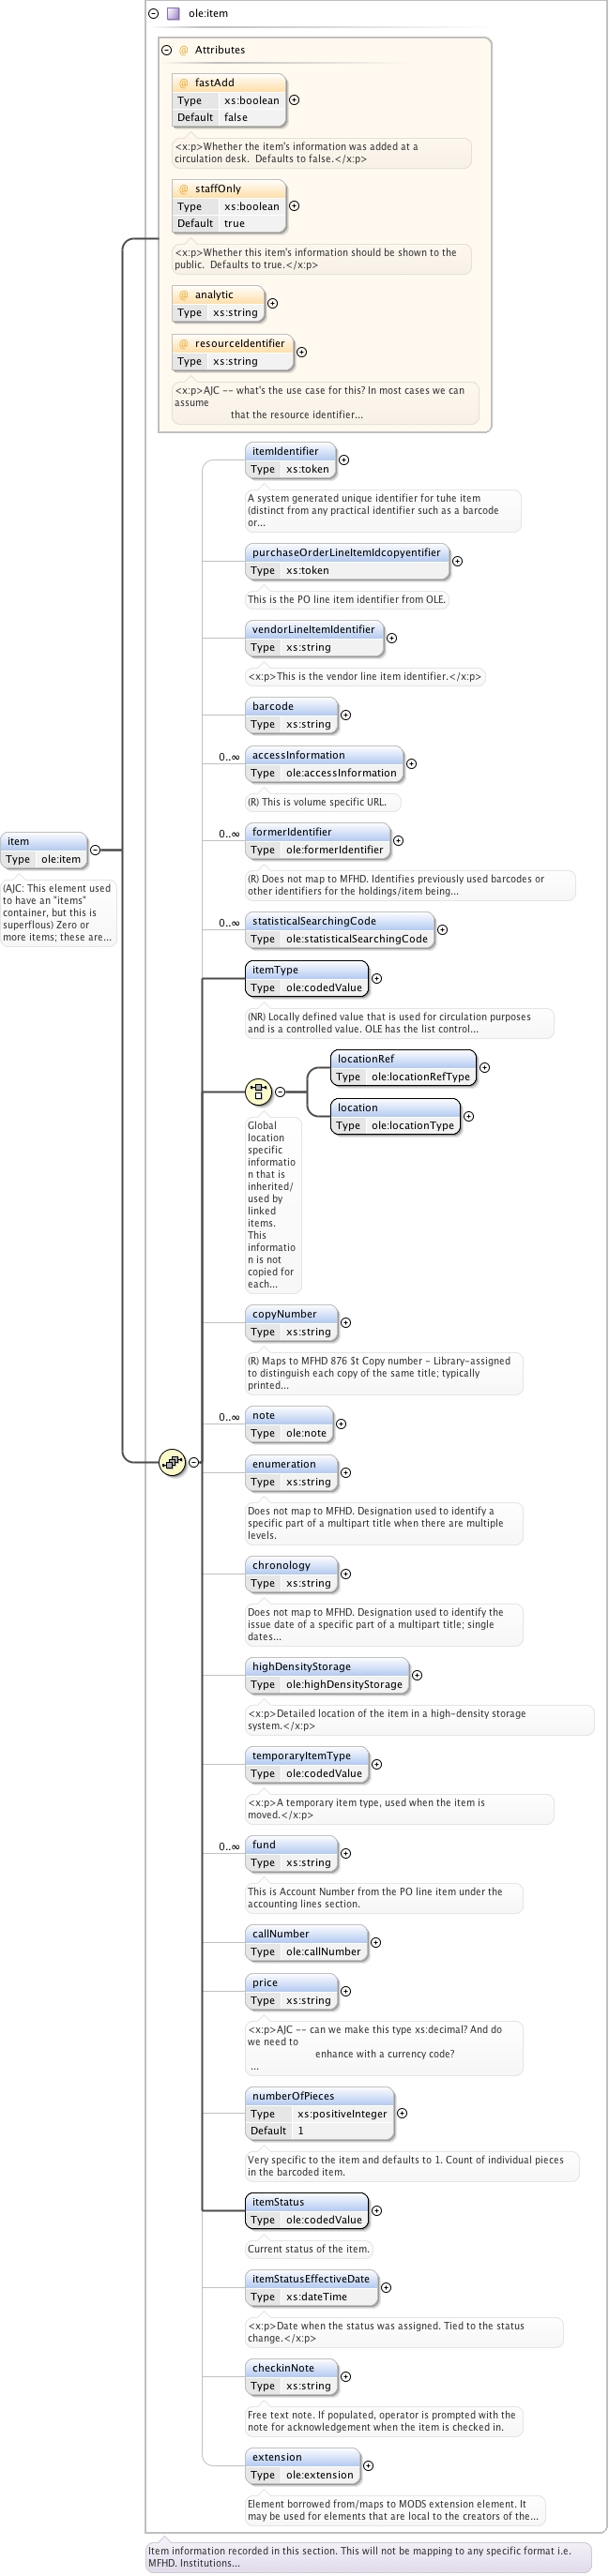 ole:item
@ Attributes
@ fastAdd
Type xs:boolean
Default false
<x:p>Whether the item's information was added at a
circulation desk. Defaults to false.</x:p>
@ staffOnly
Type xs:boolean
Default true
<x:p>Whether this item's information should be shown to the
public. Defaults to true.</x:p>
@ analytic
Type xs:string
@ resourceIdentifier
Type xs:string
<x:p>AJC -- what's the use case for this? In most cases we can
assume
that the resource identifier...
itemIdentifier
Type xs:token
A system generated unique identifier for tuhe item
(distinct from any practical identifier such as a barcode
or...
purchaseOrderLineItemIdcopyentifier
Type xs:token
This is the PO line item identifier from OLE.
vendorLineItemIdentifier
Type xs:string
<x:p>This is the vendor line item identifier.</x:p>
barcode
Type xs:string
0..∞
accessInformation
Type ole:accessInformation
(R) This is volume specific URL.
0..∞
formerIdentifier
Type ole:formerIdentifier
item
Type ole:item
(AJC: This element used
to have an "items"
container, but this is
superflous) Zero or
more items; these are...
(R) Does not map to MFHD. Identifies previously used barcodes or
other identifiers for the holdings/item being...
0..∞
statisticalSearchingCode
Type ole:statisticalSearchingCode
itemType
Type ole:codedValue
(NR) Locally defined value that is used for circulation purposes
and is a controlled value. OLE has the list control...
locationRef
Type ole:locationRefType
location
Type ole:locationType
Global
location
specific
informatio
n that is
inherited/
used by
linked
items.
This
informatio
n is not
copied for
each...
copyNumber
Type xs:string
(R) Maps to MFHD 876 $t Copy number - Library-assigned
to distinguish each copy of the same title; typically
printed...
0..∞
note
Type ole:note
enumeration
Type xs:string
Does not map to MFHD. Designation used to identify a
specific part of a multipart title when there are multiple
levels.
chronology
Type xs:string
Does not map to MFHD. Designation used to identify the
issue date of a specific part of a multipart title; single
dates...
highDensityStorage
Type ole:highDensityStorage
<x:p>Detailed location of the item in a high-density storage
system.</x:p>
temporaryItemType
Type ole:codedValue
<x:p>A temporary item type, used when the item is
moved.</x:p>
0..∞
fund
Type xs:string
This is Account Number from the PO line item under the
accounting lines section.
callNumber
Type ole:callNumber
price
Type xs:string
<x:p>AJC -- can we make this type xs:decimal? And do
we need to
enhance with a currency code?
...
numberOfPieces
Type xs:positiveInteger
Default 1
Very specific to the item and defaults to 1. Count of individual pieces
in the barcoded item.
itemStatus
Type ole:codedValue
Current status of the item.
itemStatusEffectiveDate
Type xs:dateTime
<x:p>Date when the status was assigned. Tied to the status
change.</x:p>
checkinNote
Type xs:string
Free text note. If populated, operator is prompted with the
note for acknowledgement when the item is checked in.
extension
Type ole:extension
Element borrowed from/maps to MODS extension element. It
may be used for elements that are local to the creators of the...
Item information recorded in this section. This will not be mapping to any specific format i.e.
MFHD. Institutions...